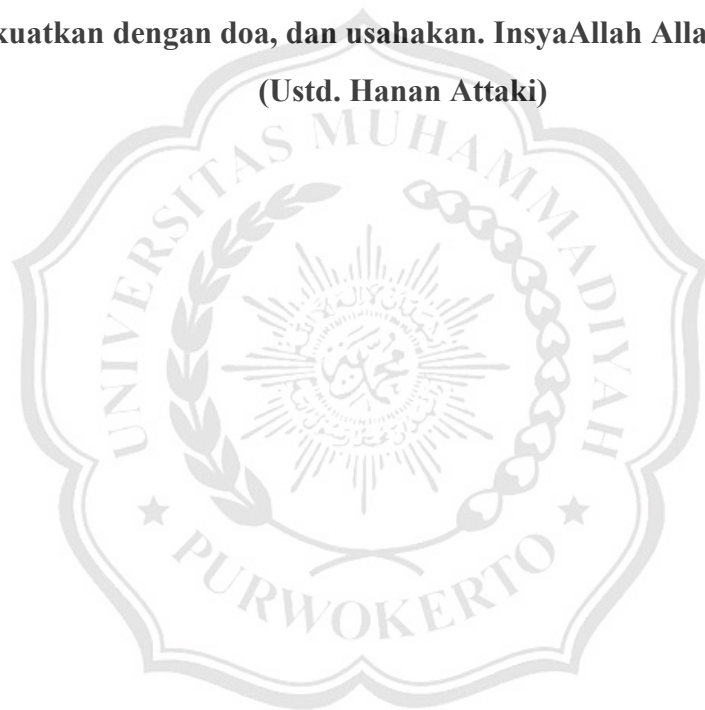 kuatkan dengan doa, dan usahakan. InsyaAllah Alla
(Ustd. Hanan Attaki)
UNIVERSITAS MUHAMMADIYAH
PURWOKERTO